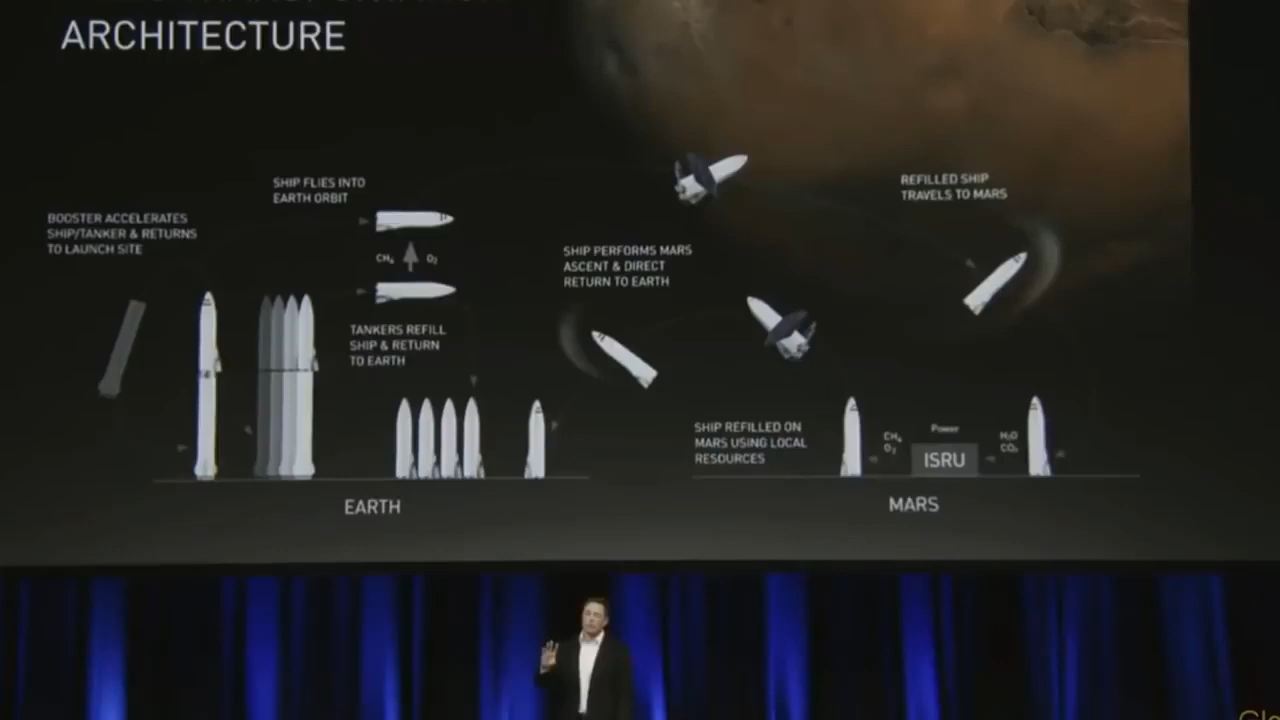 ARCHITECTURE
SHIP FLIES INTO
EARTH ORBIT
BOOSTER ACCELERATES
SHIP/TANKER & RETURNS
TO LAUNCH SITE
CH₄ O₂
TANKERS REFILL
SHIP & RETURN
TO EARTH
SHIP PERFORMS MARS
ASCENT & DIRECT
RETURN TO EARTH
REFILLED SHIP
TRAVELS TO MARS
SHIP REFILLED ON
MARS USING LOCAL
RESOURCES
CH₄
O₂
Power
ISRU
H₂O
CO₂
EARTH
MARS